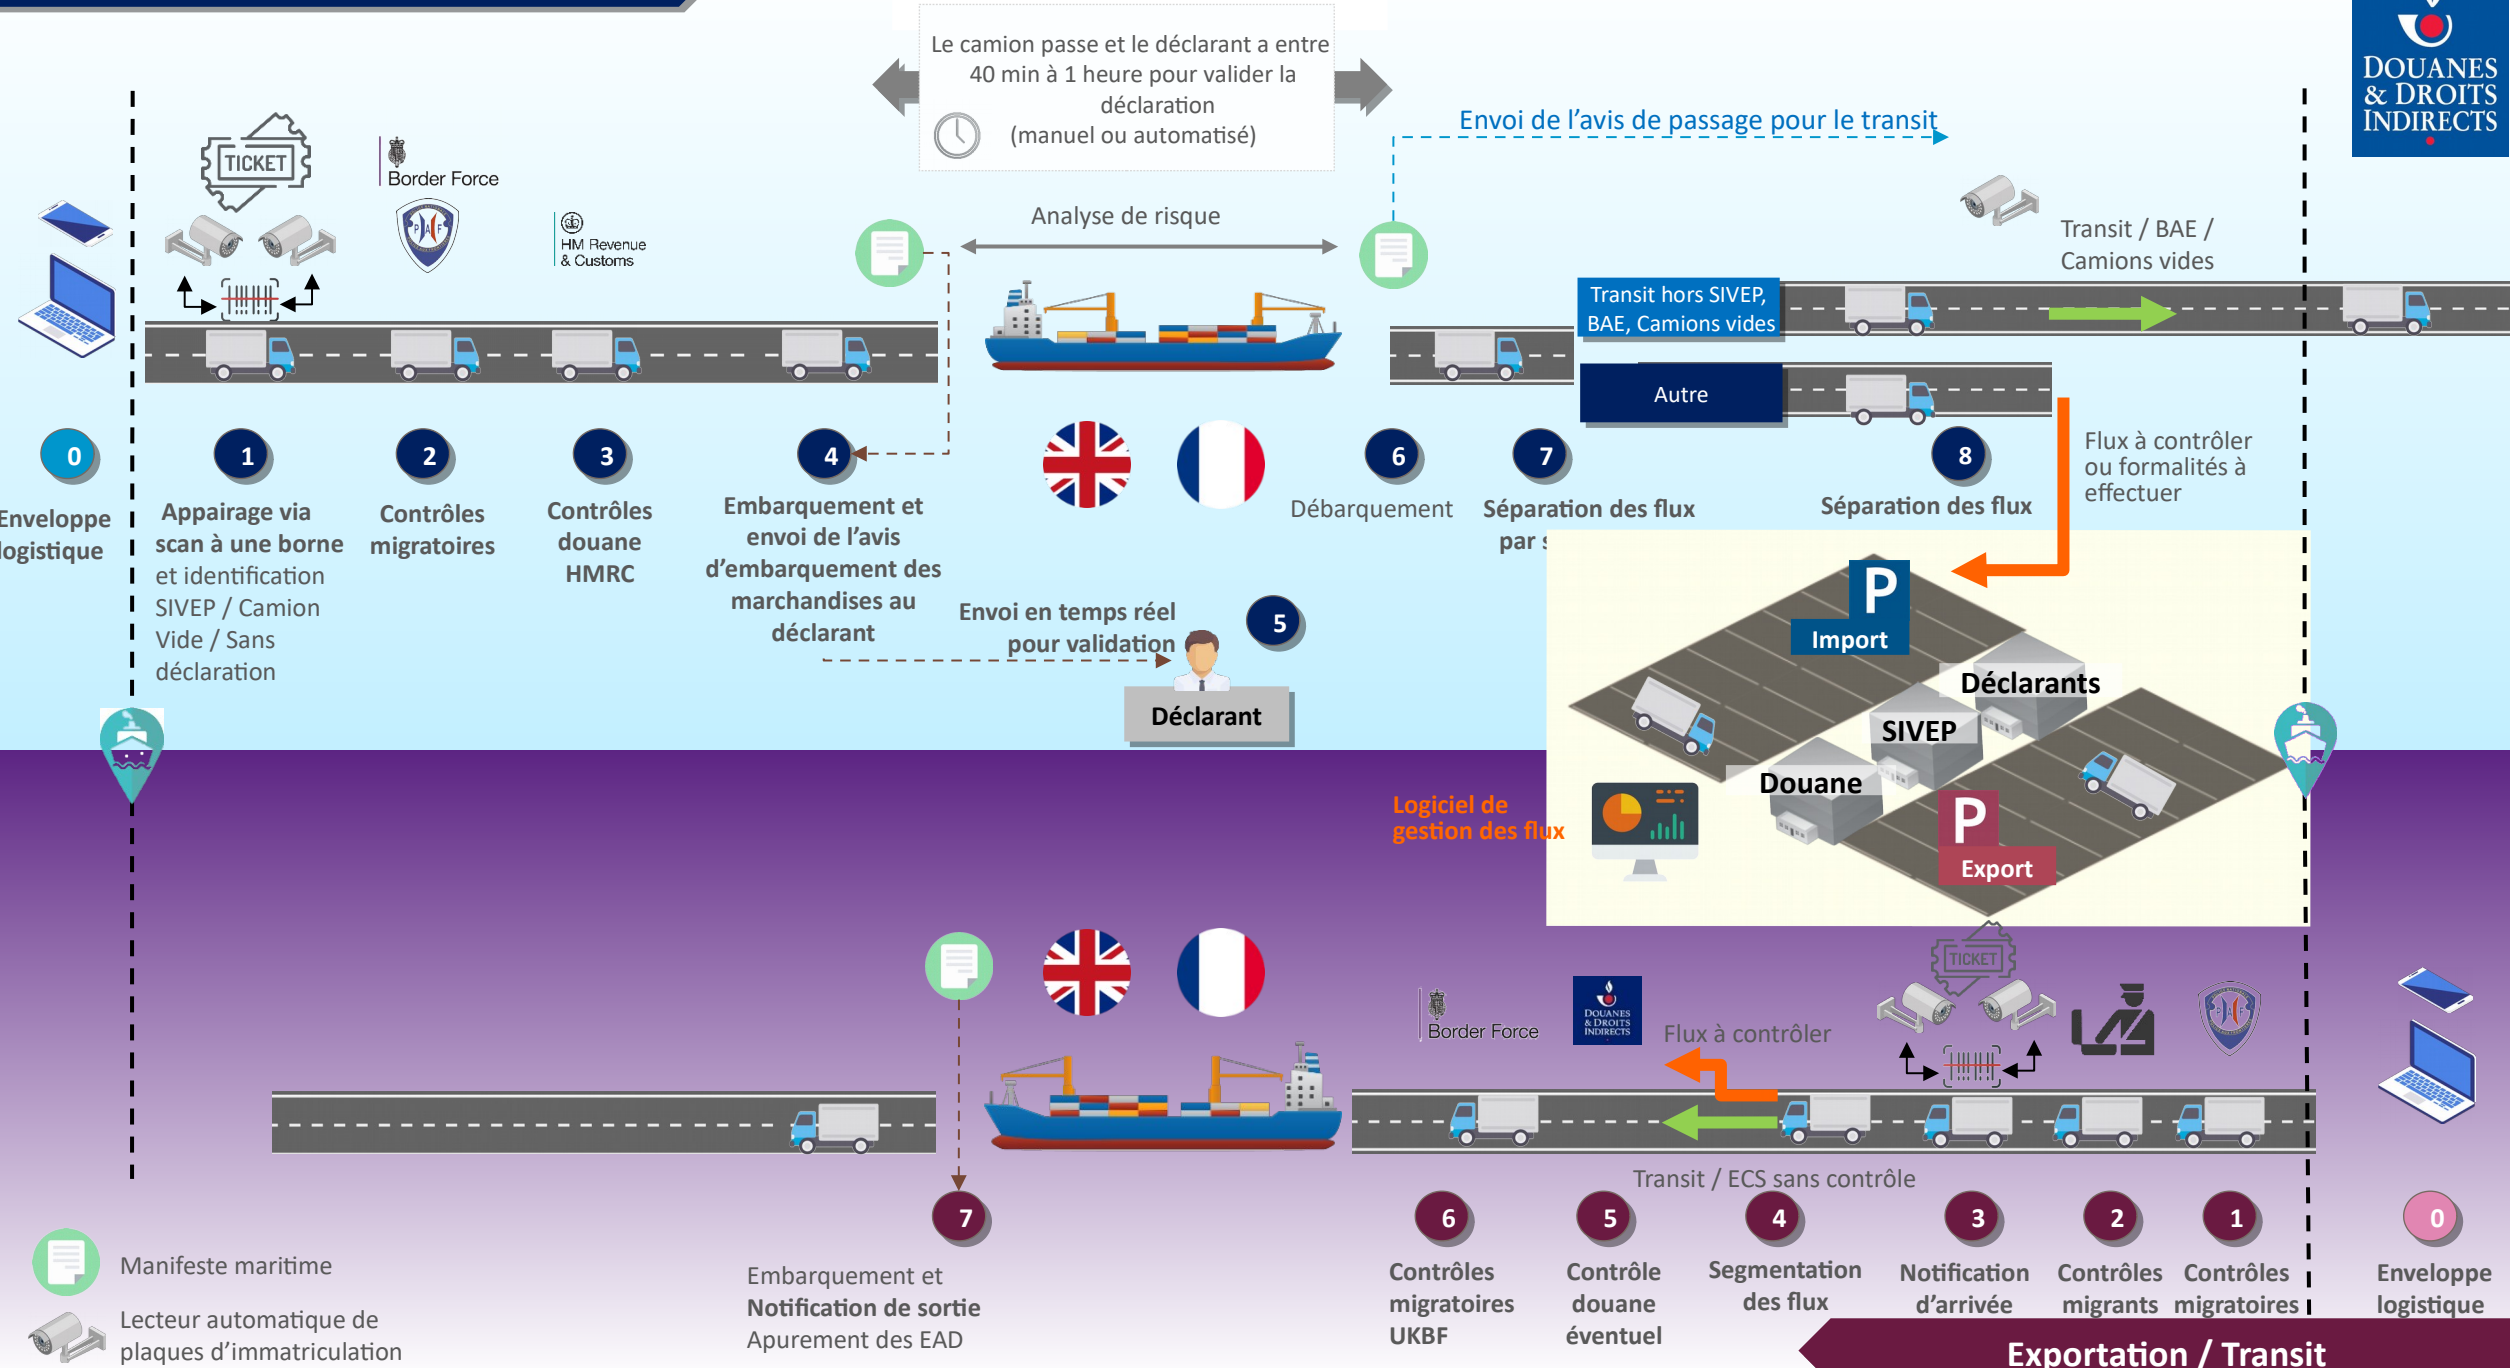 Le camion passe et le déclarant a entre
40 min à 1 heure pour valider la
déclaration
(manuel ou automatisé)
DOUANES
& DROITS
INDIRECTS
Envoi de l'avis de passage pour le transit
TICKET
Border Force
PAF
HM Revenue
& Customs
Analyse de risque
Transit / BAE /
Camions vides
Transit hors SIVEP,
BAE, Camions vides
Autre
0
1
2
3
4
6
7
8
Enveloppe
logistique
Appairage via
scan à une borne
et identification
SIVEP / Camion
Vide / Sans
déclaration
Contrôles
migratoires
Contrôles
douane
HMRC
Embarquement et
envoi de l'avis
d'embarquement des
marchandises au
déclarant
Débarquement
Séparation des flux
par s
Séparation des flux
Flux à contrôler
ou formalités à
effectuer
Envoi en temps réel
pour validation
5
Déclarant
P
Import
Déclarants
SIVEP
Douane
P
Export
Logiciel de
gestion des flux
TICKET
Border Force
DOUANES
& DROITS
INDIRECTS
Flux à contrôler
PAF
Transit / ECS sans contrôle
7
6
5
4
3
2
1
0
Embarquement et
Notification de sortie
Apurement des EAD
Contrôles
migratoires
UKBF
Contrôle
douane
éventuel
Segmentation
des flux
Notification
d'arrivée
Contrôles
migrants
Contrôles
migratoires
Enveloppe
logistique
Manifeste maritime
Lecteur automatique de
plaques d'immatriculation
Exportation / Transit